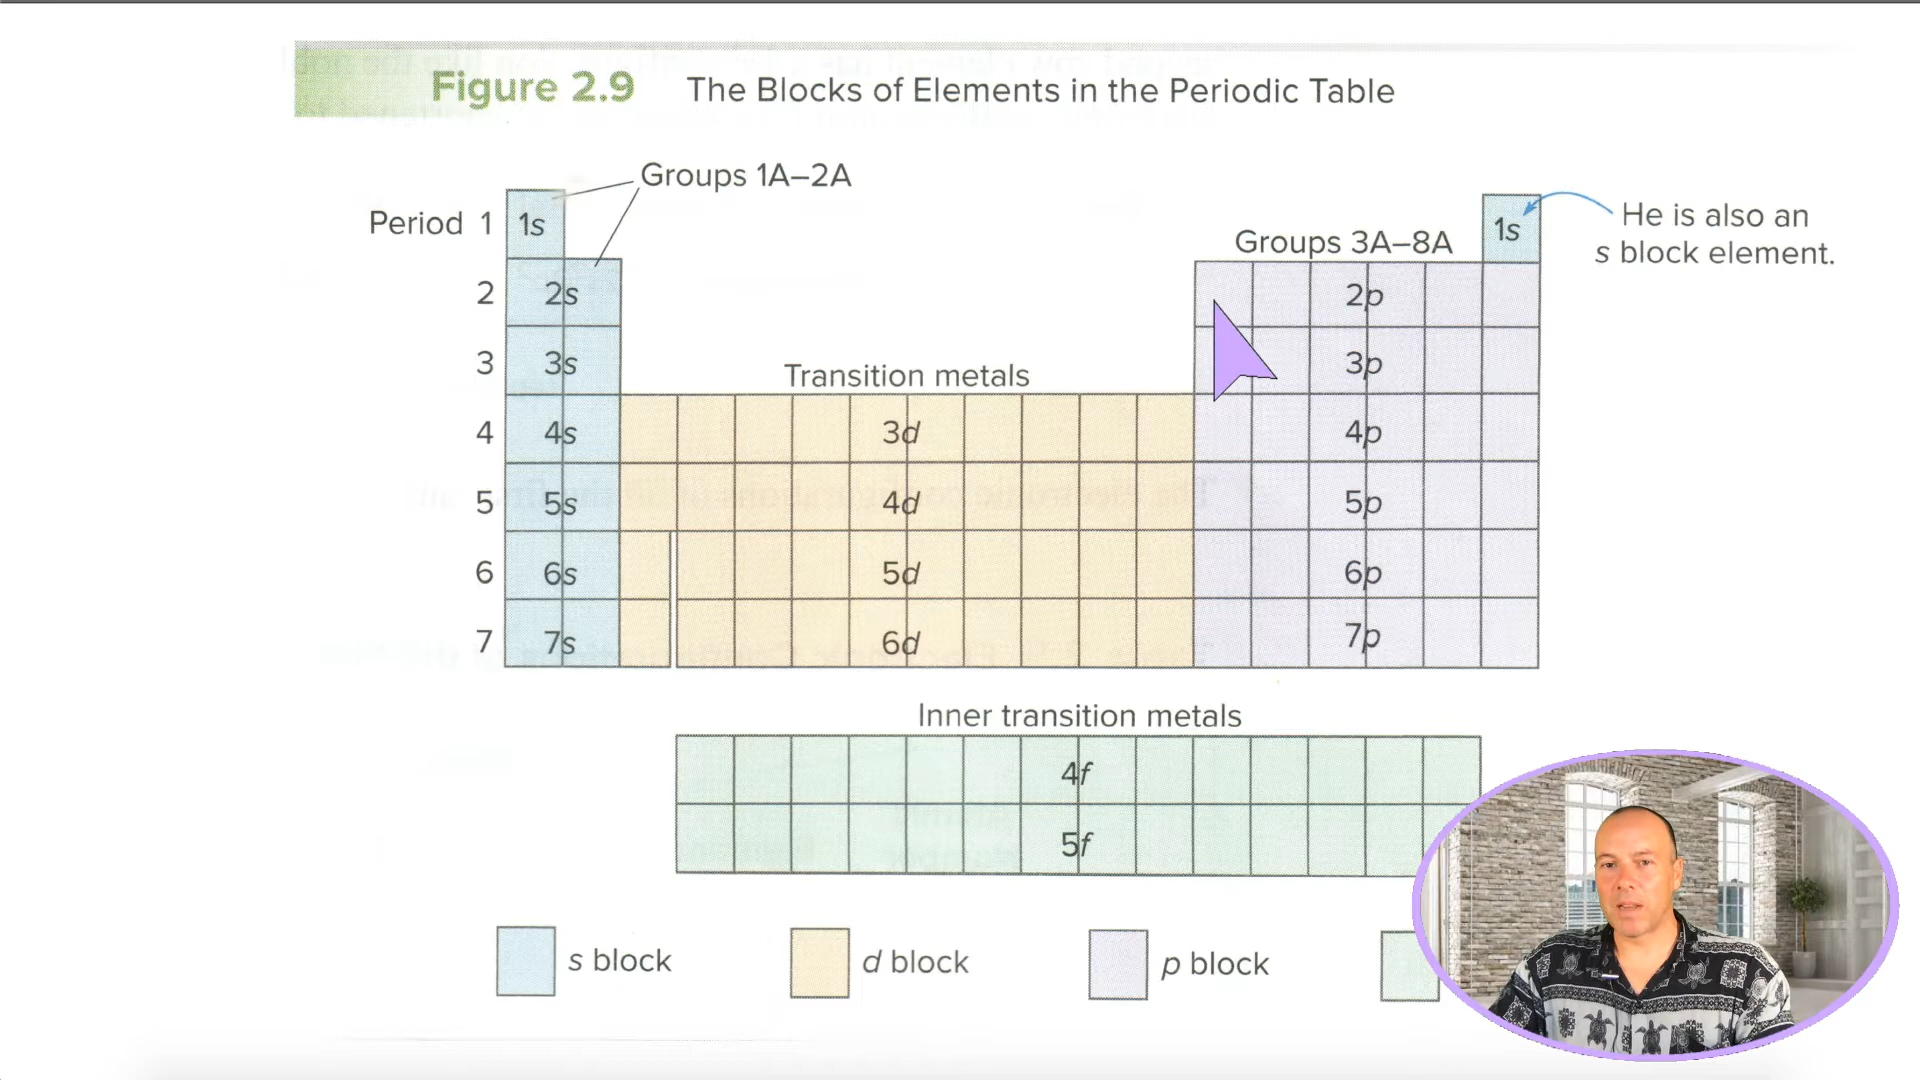 Figure 2.9 The Blocks of Elements in the Periodic Table
Groups 1A–2A
Period 1 1s 1s
He is also an
s block element.
Groups 3A–8A
2 2s 2p
3 3s 3p
Transition metals
4 4s 3d 4p
5 5s 4d 5p
6 6s 5d 6p
7 7s 6d 7p
Inner transition metals
4f
5f
s block d block p block